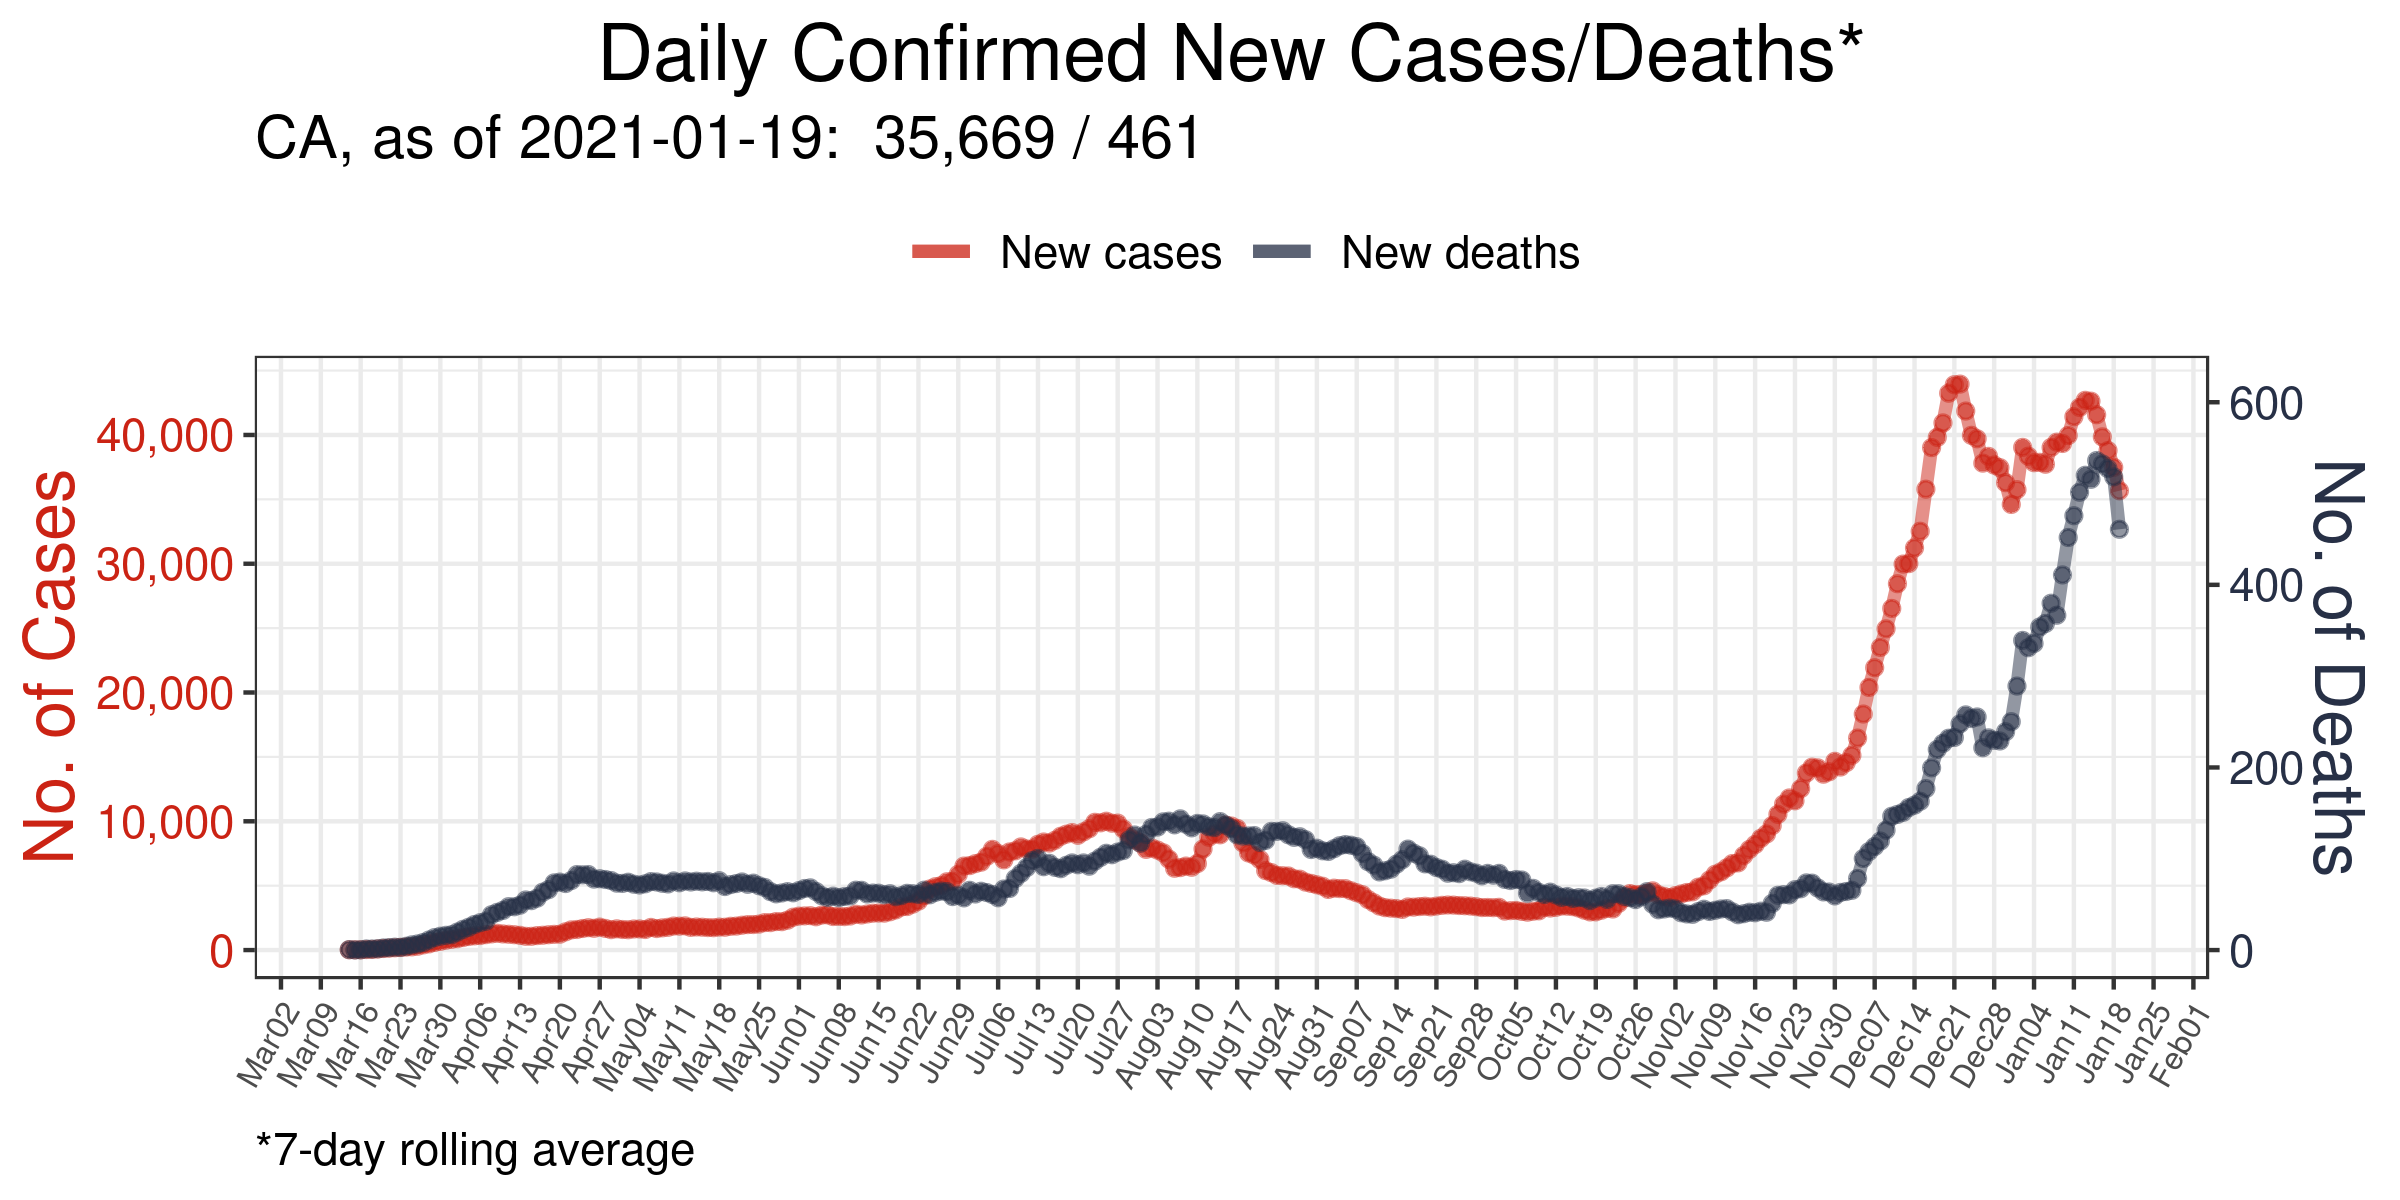 Daily Confirmed New Cases/Deaths*
CA, as of 2021-01-19:  35,669 / 461
New cases New deaths
No. of Cases
40,000
30,000
20,000
10,000
0
600
400
200
0
No. of Deaths
Mar02 Mar09 Mar16 Mar23 Mar30 Apr06 Apr13 Apr20 Apr27 May04 May11 May18 May25 Jun01 Jun08 Jun15 Jun22 Jun29 Jul06 Jul13 Jul20 Jul27 Aug03 Aug10 Aug17 Aug24 Aug31 Sep07 Sep14 Sep21 Sep28 Oct05 Oct12 Oct19 Oct26 Nov02 Nov09 Nov16 Nov23 Nov30 Dec07 Dec14 Dec21 Dec28 Jan04 Jan11 Jan18 Jan25 Feb01
*7-day rolling average